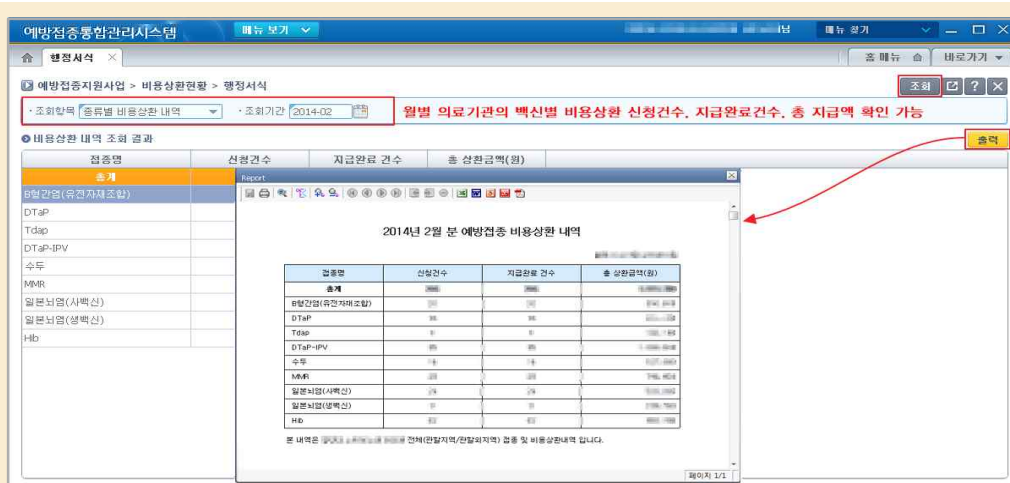 예방접종통합관리시스템
메뉴 보기
님
메뉴 찾기
행정서식
홈 메뉴
바로가기
예방접종지원사업 > 비용상환현황 > 행정서식
조회
· 조회항목 종류별 비용상환 내역 · 조회기간 2014-02
월별 의료기관의 백신별 비용상환 신청건수, 지급완료건수, 총 지급액 확인 가능
비용상환 내역 조회 결과
출력
접종명 신청건수 지급완료 건수 총 상환금액(원)
총계
B형간염(유전자재조합)
DTaP
Tdap
DTaP-IPV
수두
MMR
일본뇌염(사백신)
일본뇌염(생백신)
Hib
Report
2014년 2월 분 예방접종 비용상환 내역
접종명 신청건수 지급완료 건수 총 상환금액(원)
총계
B형간염(유전자재조합)
DTaP
Tdap
DTaP-IPV
수두
MMR
일본뇌염(사백신)
일본뇌염(생백신)
Hib
본 내역은 전체(관할지역/관할외지역) 접종 및 비용상환내역 입니다.
페이지 1/1